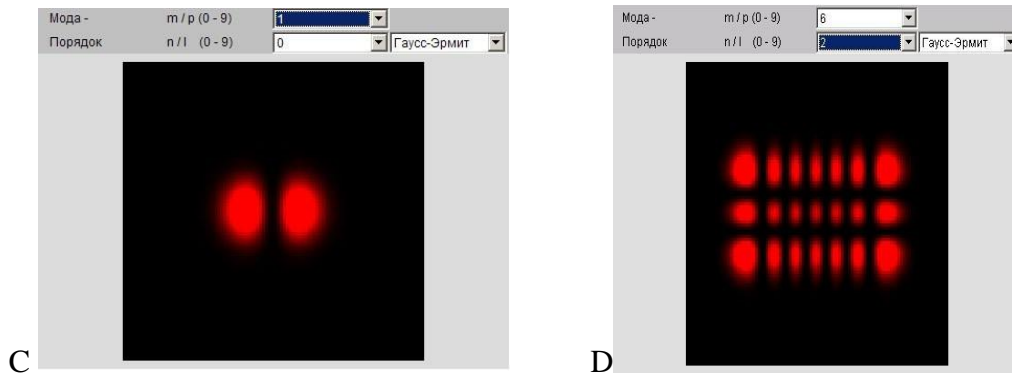 Мода - m / p (0 - 9) 1
Порядок n / l (0 - 9) 0 Гаусс-Эрмит
C
Мода - m / p (0 - 9) 6
Порядок n / l (0 - 9) 2 Гаусс-Эрмит
D